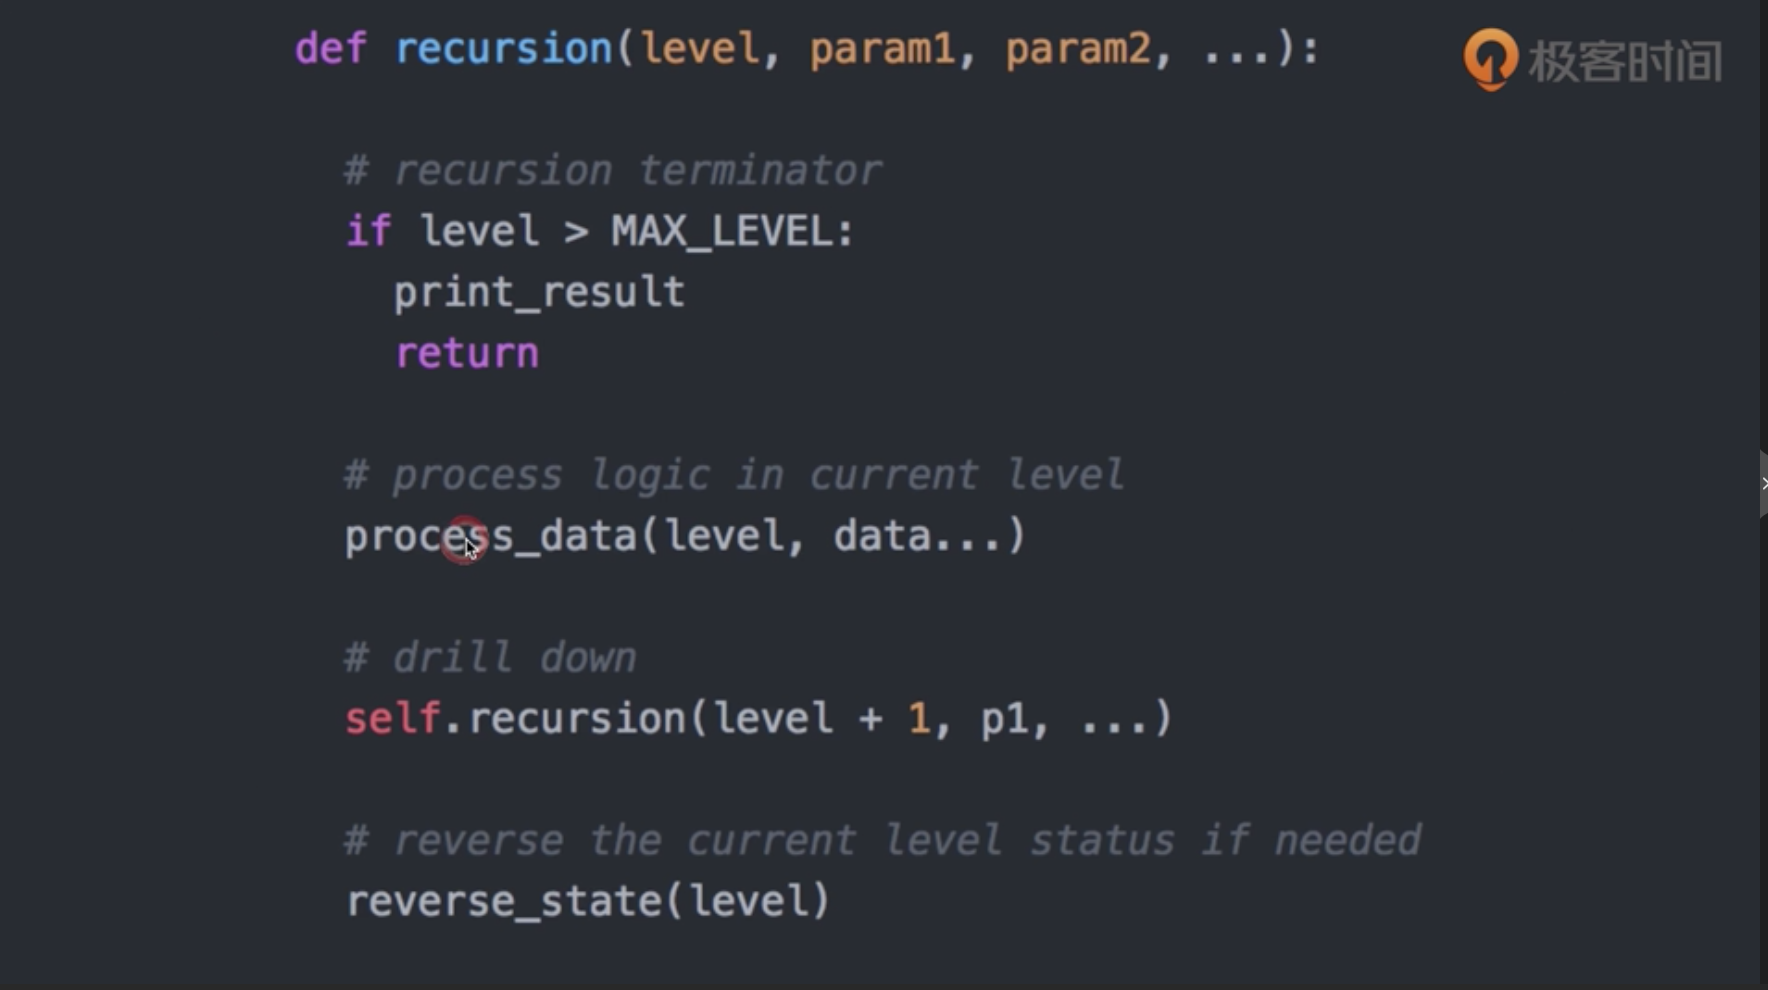 def recursion(level, param1, param2, ...):
极客时间
# recursion terminator
if level > MAX_LEVEL:
print_result
return
# process logic in current level
process_data(level, data...)
# drill down
self.recursion(level + 1, p1, ...)
# reverse the current level status if needed
reverse_state(level)